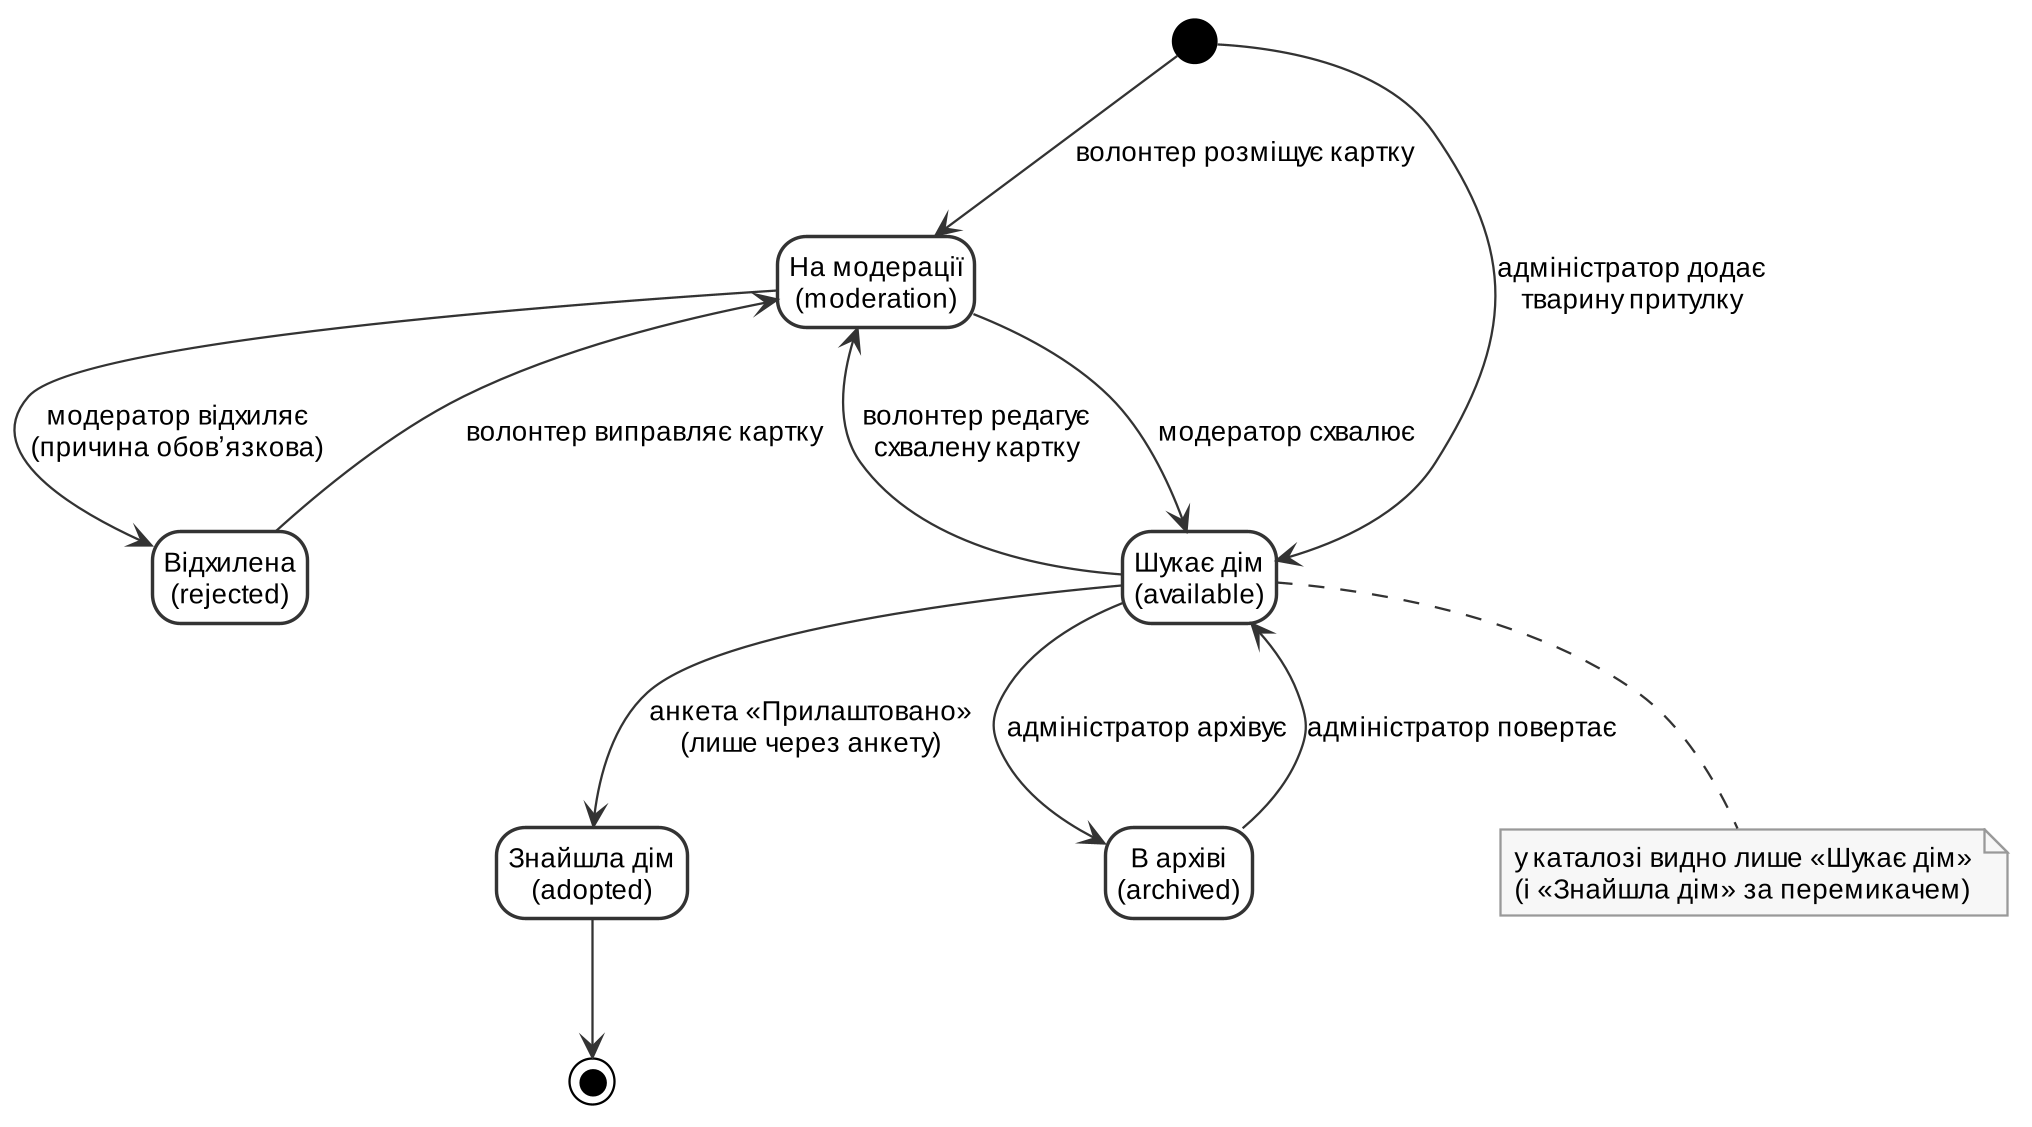 волонтер розміщує картку
адміністратор додає
тварину притулку
На модерації
(moderation)
модератор відхиляє
(причина обов’язкова)
волонтер виправляє картку
волонтер редагує
схвалену картку
модератор схвалює
Відхилена
(rejected)
Шукає дім
(available)
анкета «Прилаштовано»
(лише через анкету)
адміністратор архівує
адміністратор повертає
Знайшла дім
(adopted)
В архіві
(archived)
у каталозі видно лише «Шукає дім»
(і «Знайшла дім» за перемикачем)